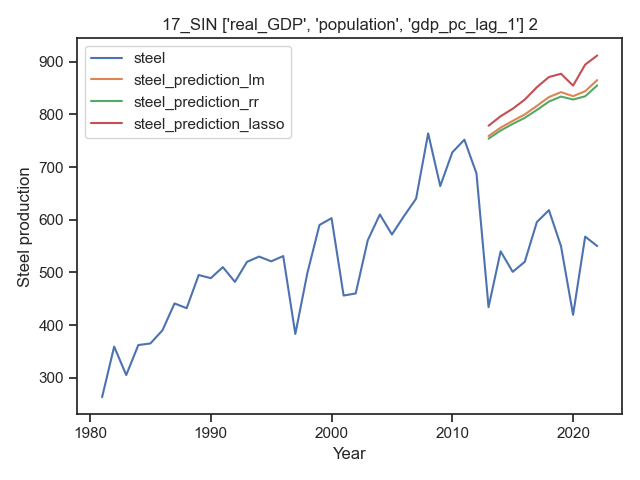 17_SIN ['real_GDP', 'population', 'gdp_pc_lag_1'] 2
steel
steel_prediction_lm
steel_prediction_rr
steel_prediction_lasso
Steel production
900
800
700
600
500
400
300
1980
1990
2000
2010
2020
Year